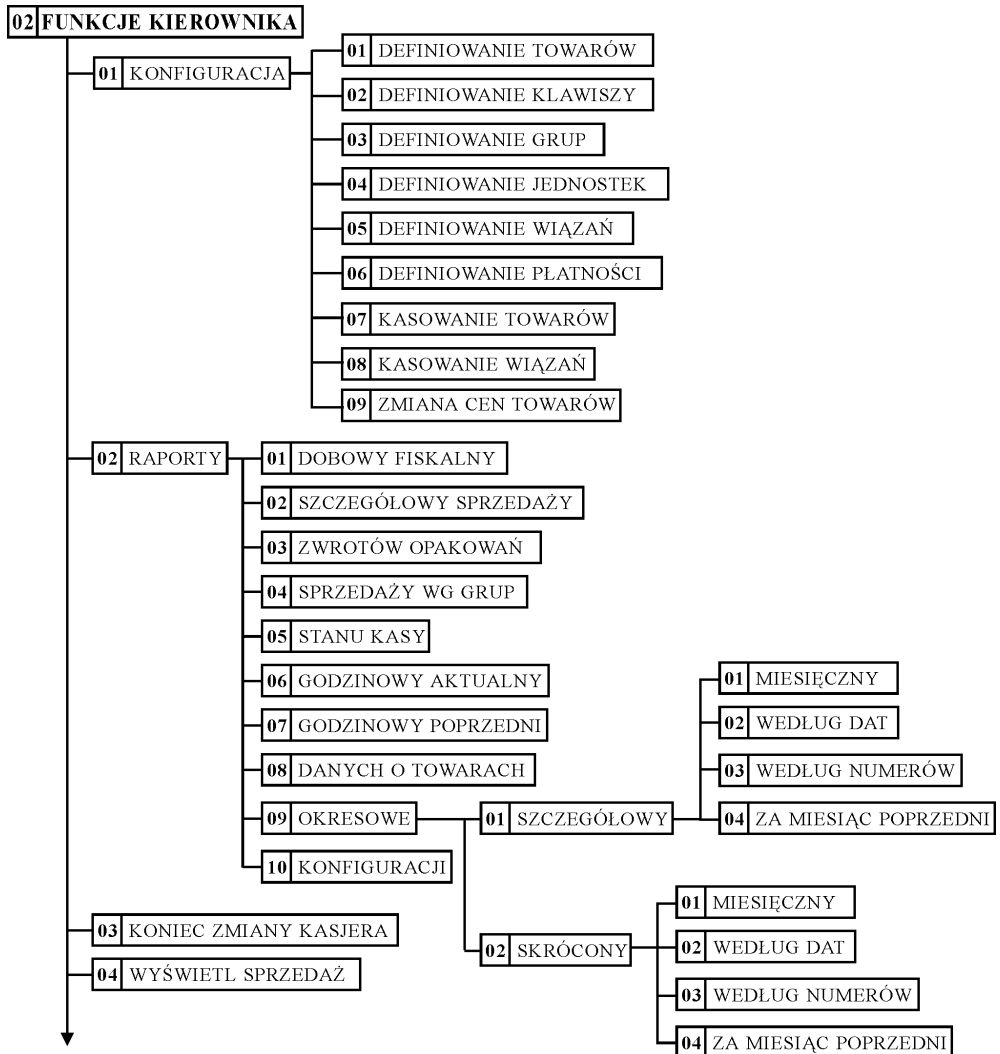 02 FUNKCJE KIEROWNIKA
01 KONFIGURACJA
01 DEFINIOWANIE TOWARÓW
02 DEFINIOWANIE KLAWISZY
03 DEFINIOWANIE GRUP
04 DEFINIOWANIE JEDNOSTEK
05 DEFINIOWANIE WIĄZAŃ
06 DEFINIOWANIE PŁATNOŚCI
07 KASOWANIE TOWARÓW
08 KASOWANIE WIĄZAŃ
09 ZMIANA CEN TOWARÓW
02 RAPORTY
01 DOBOWY FISKALNY
02 SZCZEGÓŁOWY SPRZEDAŻY
03 ZWROTÓW OPAKOWAŃ
04 SPRZEDAŻY WG GRUP
05 STANU KASY
06 GODZINOWY AKTUALNY
07 GODZINOWY POPRZEDNI
08 DANYCH O TOWARACH
09 OKRESOWE
01 SZCZEGÓŁOWY
01 MIESIĘCZNY
02 WEDŁUG DAT
03 WEDŁUG NUMERÓW
04 ZA MIESIĄC POPRZEDNI
02 SKRÓCONY
01 MIESIĘCZNY
02 WEDŁUG DAT
03 WEDŁUG NUMERÓW
04 ZA MIESIĄC POPRZEDNI
10 KONFIGURACJI
03 KONIEC ZMIANY KASJERA
04 WYŚWIETL SPRZEDAŻ